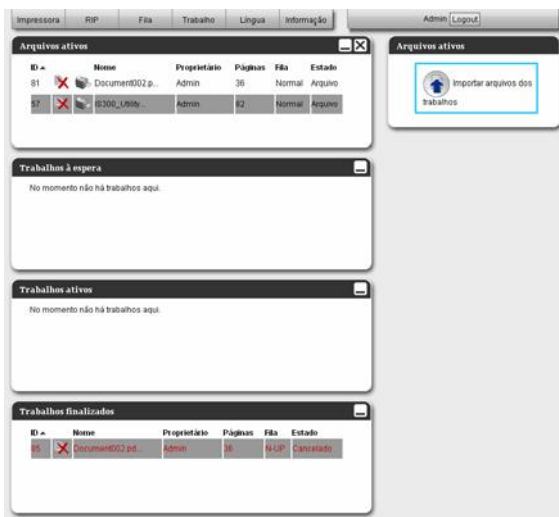 Impressora RIP Fila Trabalho Língua Informação
Admin Logout
Arquivos ativos
ID Nome Proprietário Páginas Fila Estado
81 Document002.p... Admin 36 Normal Arquivo
57 IS300_Utility... Admin 82 Normal Arquivo
Arquivos ativos
Importar arquivos dos
trabalhos
Trabalhos à espera
No momento não há trabalhos aqui.
Trabalhos ativos
No momento não há trabalhos aqui.
Trabalhos finalizados
ID Nome Proprietário Páginas Fila Estado
85 Document002.pd... Admin 36 N-UP Cancelado